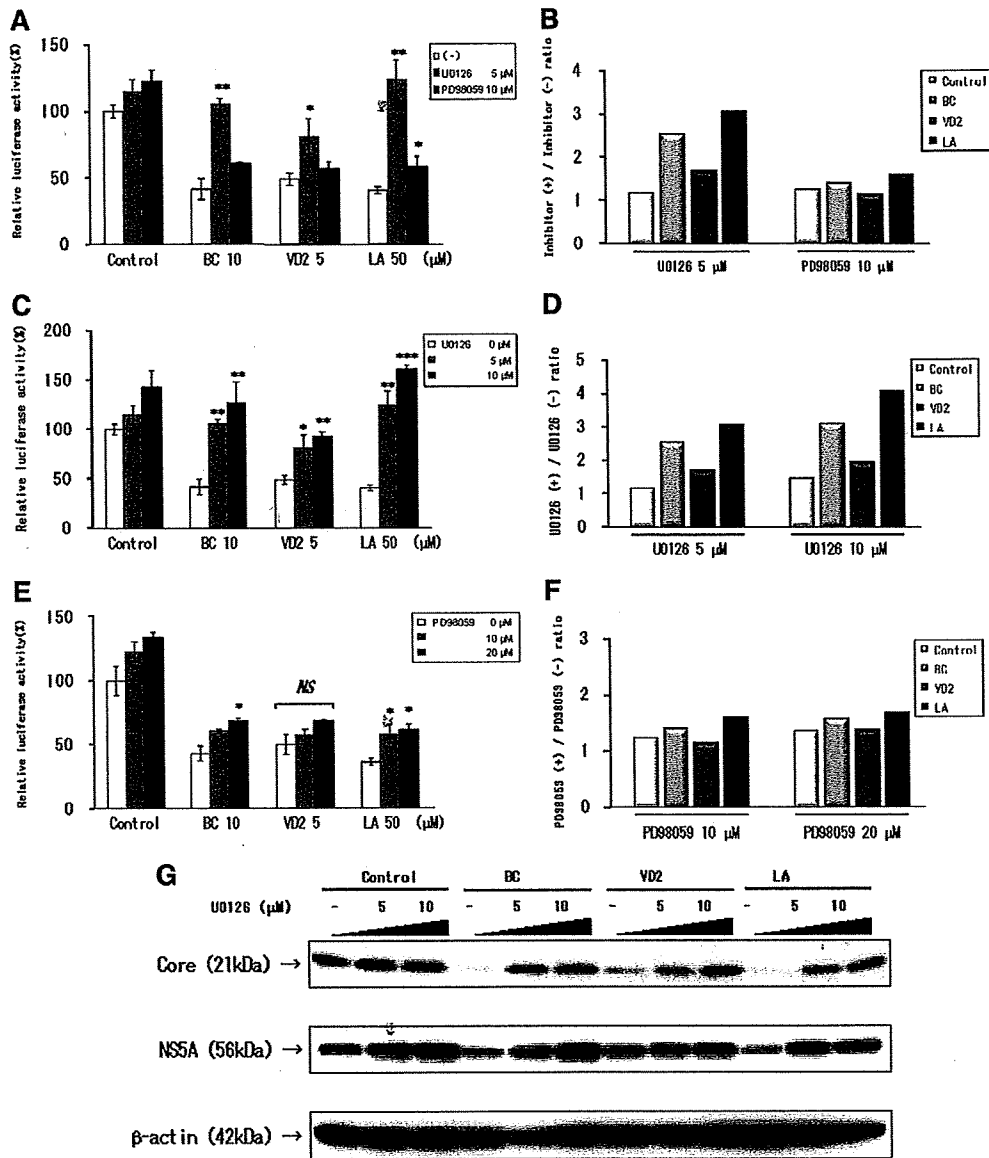 A
Relative luciferase activity(%)
150
100
50
0
**
*
**
*
(-)
U0126 5 µM
PD98059 10 µM
Control BC 10 VD2 5 LA 50 (µM)
B
Inhibitor (+) / Inhibitor (-) ratio
4
3
2
1
0
Control
BC
VD2
LA
U0126 5 µM PD98059 10 µM
C
Relative luciferase activity(%)
200
150
100
50
0
**
**
*
**
**
***
U0126 0 µM
5 µM
10 µM
Control BC 10 VD2 5 LA 50 (µM)
D
U0126 (+) / U0126 (-) ratio
5
4
3
2
1
0
Control
BC
VD2
LA
U0126 5 µM U0126 10 µM
E
Relative luciferase activity(%)
150
100
50
0
*
NS
*
*
PD98059 0 µM
10 µM
20 µM
Control BC 10 VD2 5 LA 50 (µM)
F
PD98059 (+) / PD98059 (-) ratio
3
2
1
0
Control
BC
VD2
LA
PD98059 10 µM PD98059 20 µM
G
Control BC VD2 LA
U0126 (µM) - 5 10 - 5 10 - 5 10 - 5 10
Core (21kDa) →
NS5A (56kDa) →
β-actin (42kDa) →